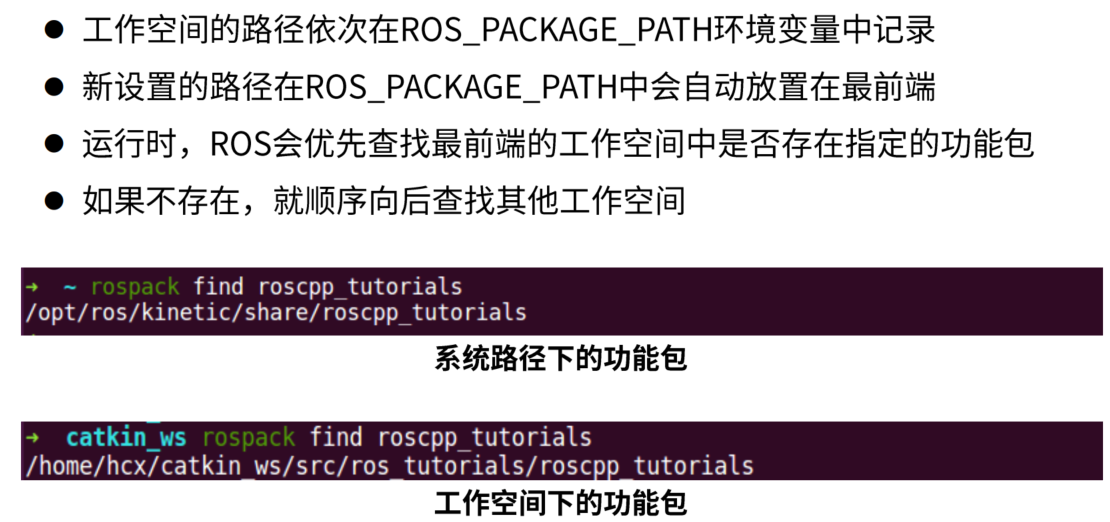 ● 工作空间的路径依次在ROS_PACKAGE_PATH环境变量中记录
● 新设置的路径在ROS_PACKAGE_PATH中会自动放置在最前端
● 运行时，ROS会优先查找最前端的工作空间中是否存在指定的功能包
● 如果不存在，就顺序向后查找其他工作空间
➜ ~ rospack find roscpp_tutorials
/opt/ros/kinetic/share/roscpp_tutorials
系统路径下的功能包
➜ catkin_ws rospack find roscpp_tutorials
/home/hcx/catkin_ws/src/ros_tutorials/roscpp_tutorials
工作空间下的功能包